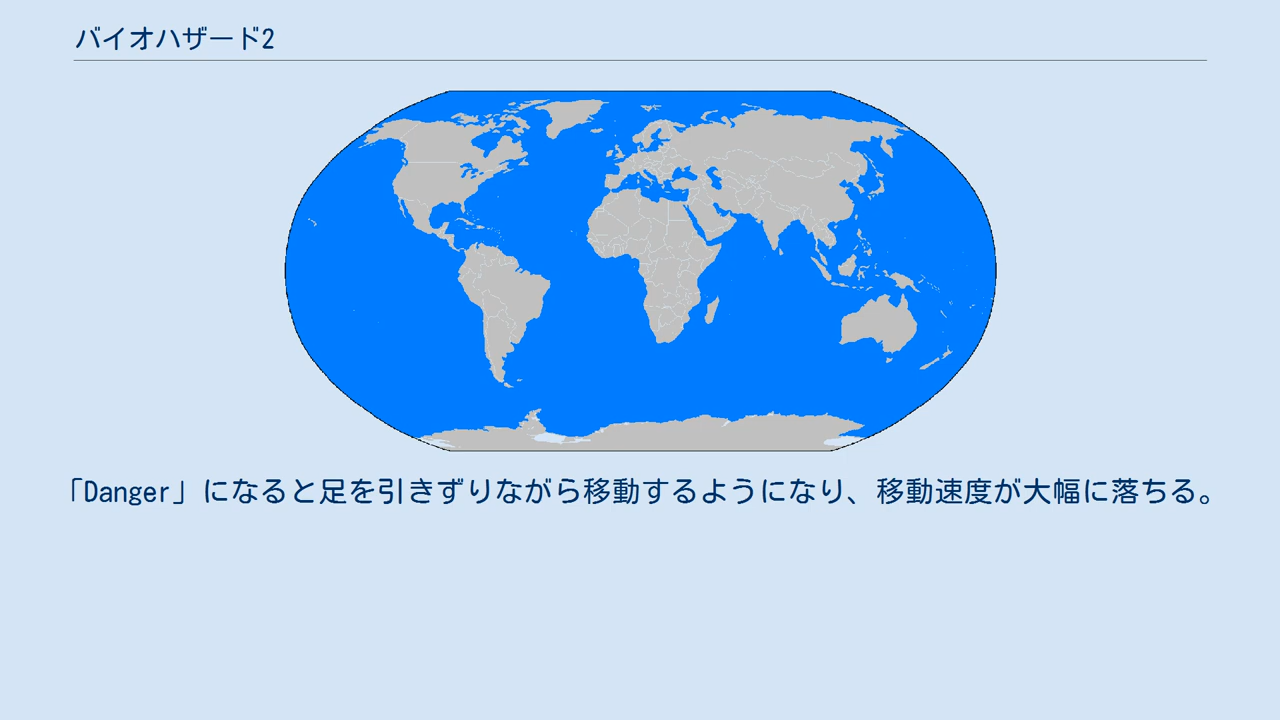 バイオハザード2
「Danger」になると足を引きずりながら移動するようになり、移動速度が大幅に落ちる。